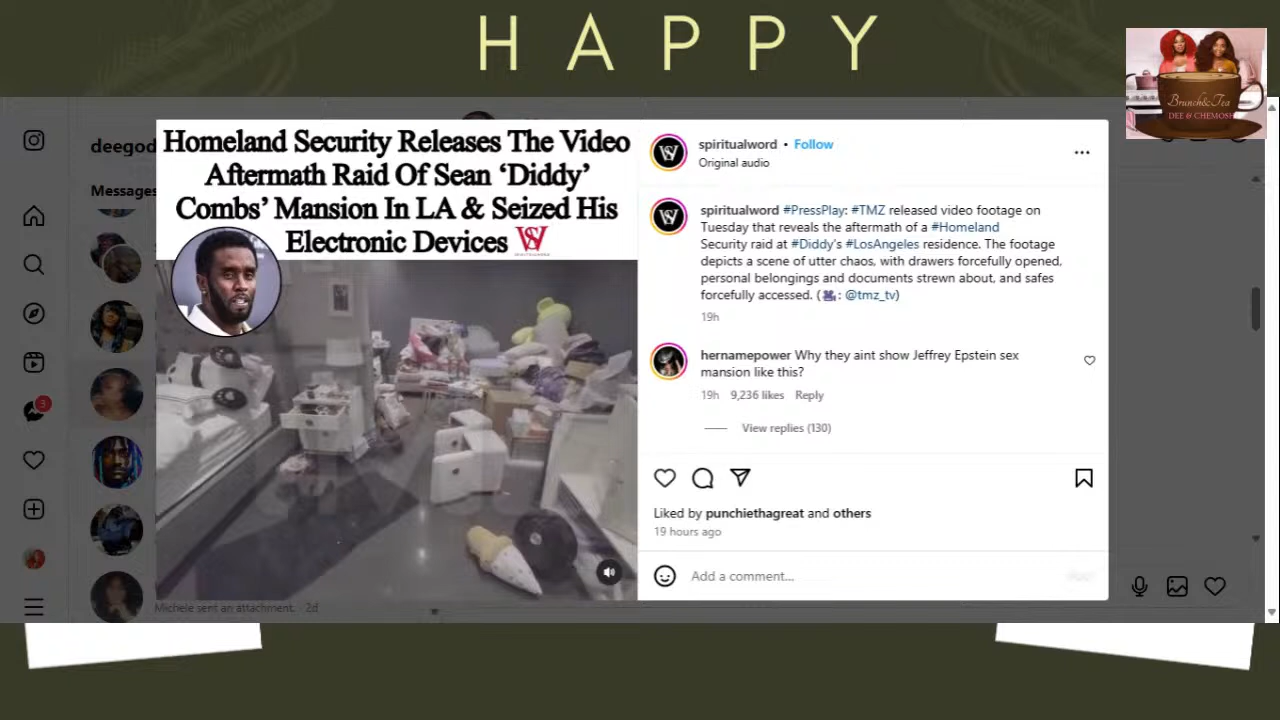 HAPPY
Brunch&Tea
DEE & CHEMOSH
deegod
Messages
Homeland Security Releases The Video
Aftermath Raid Of Sean ‘Diddy’
Combs’ Mansion In LA & Seized His
Electronic Devices
spiritualword • Follow
Original audio
spiritualword #PressPlay: #TMZ released video footage on
Tuesday that reveals the aftermath of a #Homeland
Security raid at #Diddy's #LosAngeles residence. The footage
depicts a scene of utter chaos, with drawers forcefully opened,
personal belongings and documents strewn about, and safes
forcefully accessed. (🎥: @tmz_tv)
19h
hernamepower Why they aint show Jeffrey Epstein sex
mansion like this?
19h 9,236 likes Reply
View replies (130)
Liked by punchiethagreat and others
19 hours ago
Add a comment...
3
Michele sent an attachment. · 2d